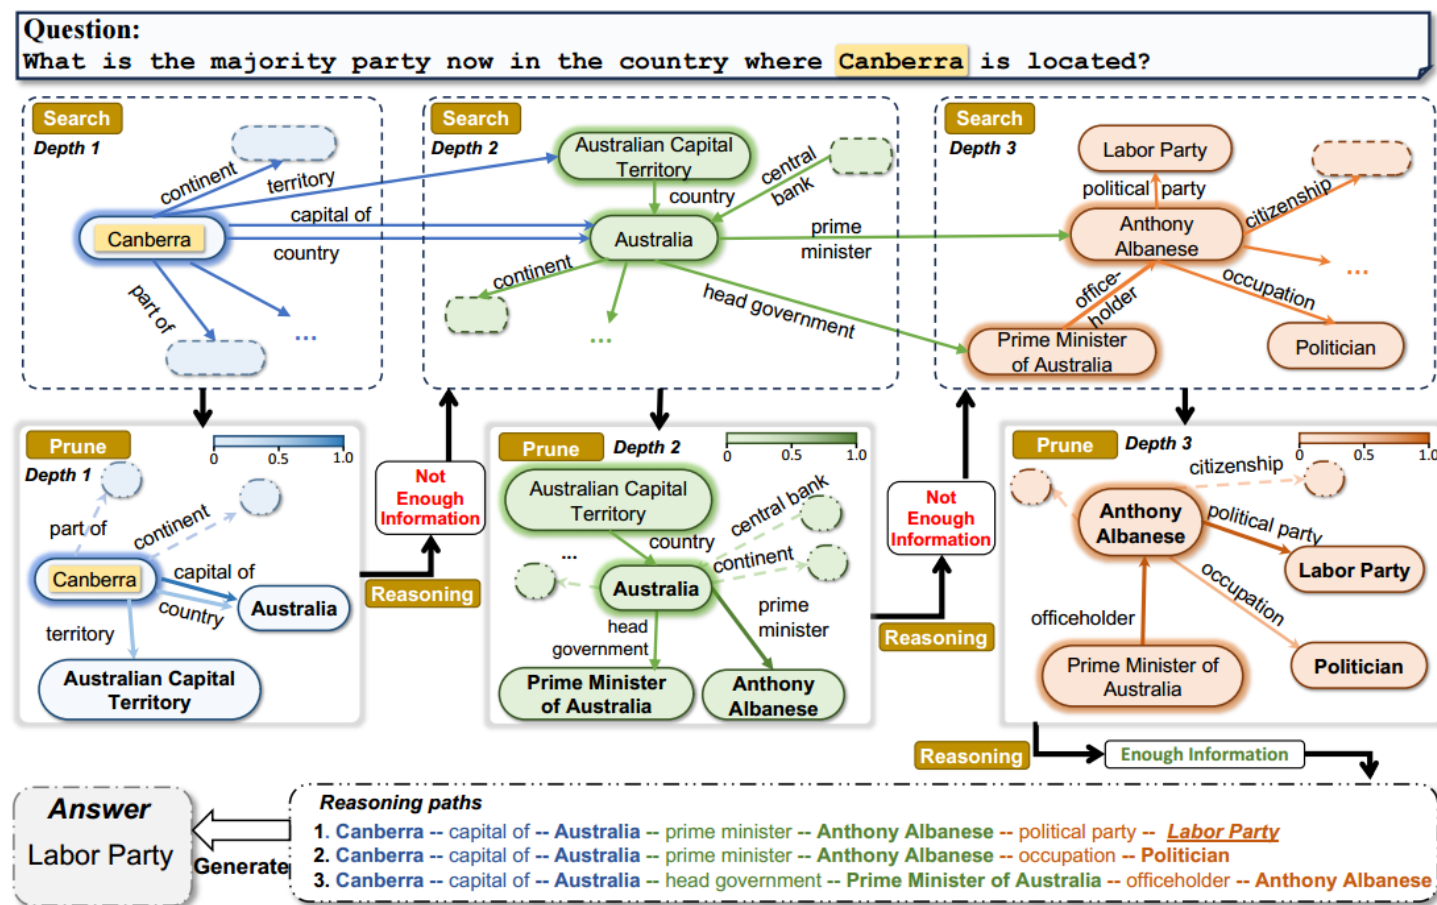 Question:
What is the majority party now in the country where Canberra is located?
Search
Depth 1
continent
territory
capital of
Canberra
country
part of
...
Search
Depth 2
Australian Capital
Territory
central
bank
country
Australia
continent
prime
minister
head government
...
Search
Depth 3
Labor Party
political party
citizenship
Anthony
Albanese
...
office-
holder
occupation
Prime Minister
of Australia
Politician
Prune
Depth 1
0
0.5
1.0
part of
continent
Canberra
capital of
country
Australia
territory
Australian Capital
Territory
Not
Enough
Information
Reasoning
Prune
Depth 2
0
0.5
1.0
Australian Capital
Territory
central bank
country
...
continent
Australia
prime
minister
head
government
Prime Minister
of Australia
Anthony
Albanese
Not
Enough
Information
Reasoning
Prune
Depth 3
0
0.5
1.0
citizenship
Anthony
Albanese
political party
Labor Party
occupation
officeholder
Prime Minister of
Australia
Politician
Reasoning
Enough Information
Answer
Labor Party
Generate
Reasoning paths
1. Canberra -- capital of -- Australia -- prime minister -- Anthony Albanese -- political party -- Labor Party
2. Canberra -- capital of -- Australia -- prime minister -- Anthony Albanese -- occupation -- Politician
3. Canberra -- capital of -- Australia -- head government -- Prime Minister of Australia -- officeholder -- Anthony Albanese